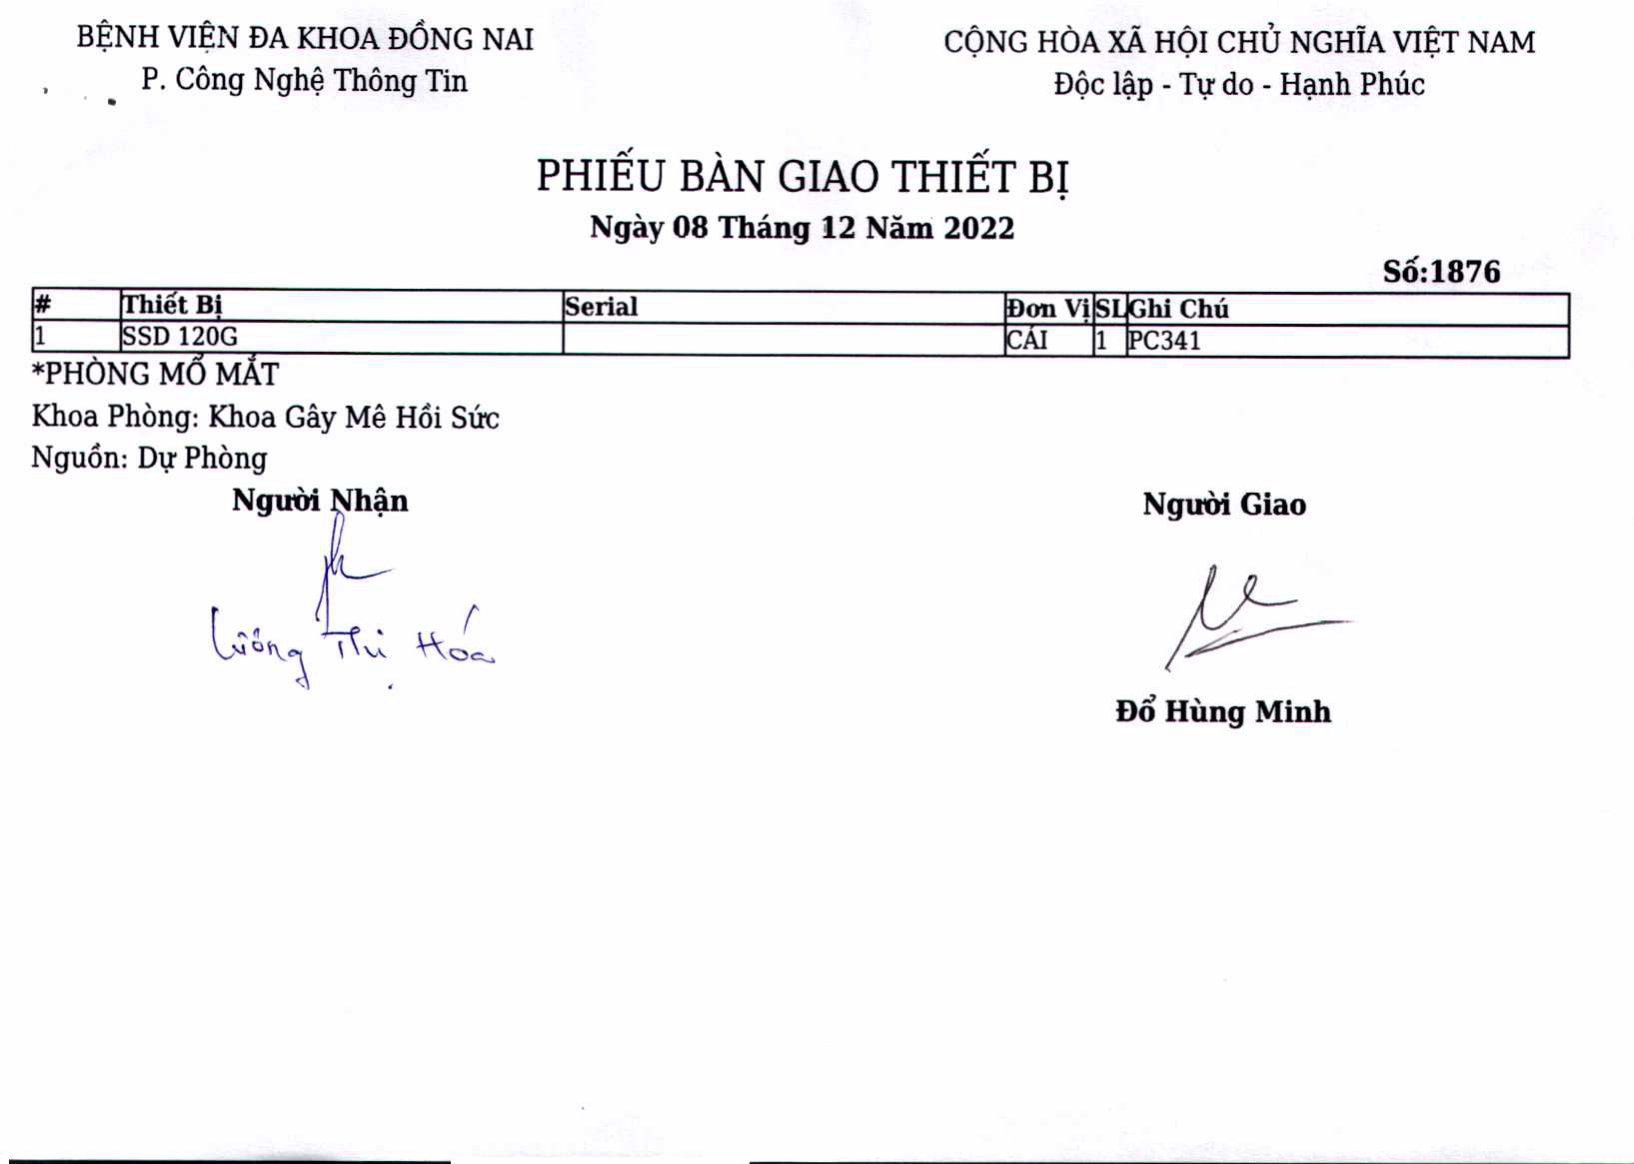 BỆNH VIỆN ĐA KHOA ĐỒNG NAI
P. Công Nghệ Thông Tin
CỘNG HÒA XÃ HỘI CHỦ NGHĨA VIỆT NAM
Độc lập - Tự do - Hạnh Phúc
PHIẾU BÀN GIAO THIẾT BỊ
Ngày 08 Tháng 12 Năm 2022
Số:1876
# Thiết Bị Serial Đơn Vị SL Ghi Chú
1 SSD 120G CÁI 1 PC341
*PHÒNG MỔ MẮT
Khoa Phòng: Khoa Gây Mê Hồi Sức
Nguồn: Dự Phòng
Người Nhận
Người Giao
Thị Hóa
Đổ Hùng Minh